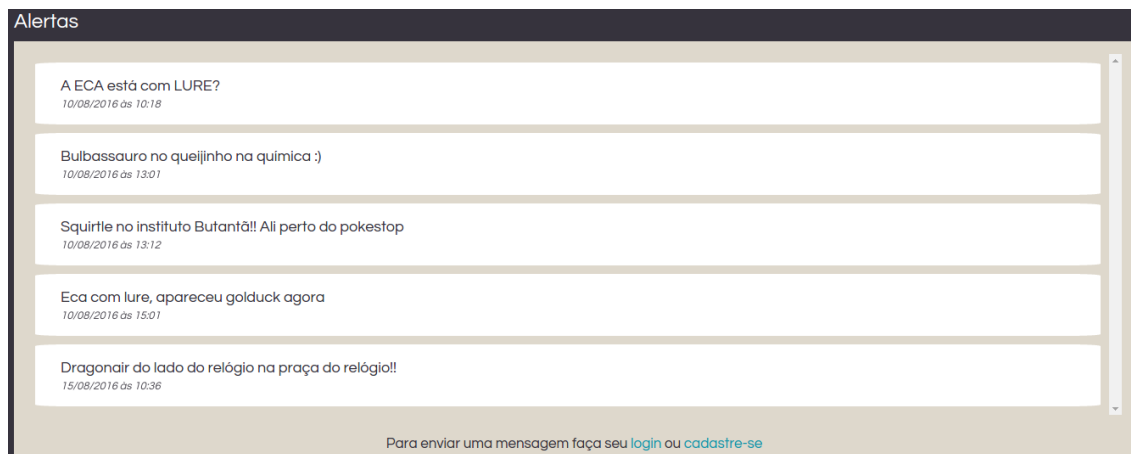 Alertas
A ECA está com LURE?
10/08/2016 às 10:18
Bulbassauro no queijinho na química :)
10/08/2016 às 13:01
Squirtle no instituto Butantã!! Ali perto do pokestop
10/08/2016 às 13:12
Eca com lure, apareceu golduck agora
10/08/2016 às 15:01
Dragonair do lado do relógio na praça do relógio!!
15/08/2016 às 10:36
Para enviar uma mensagem faça seu login ou cadastre-se